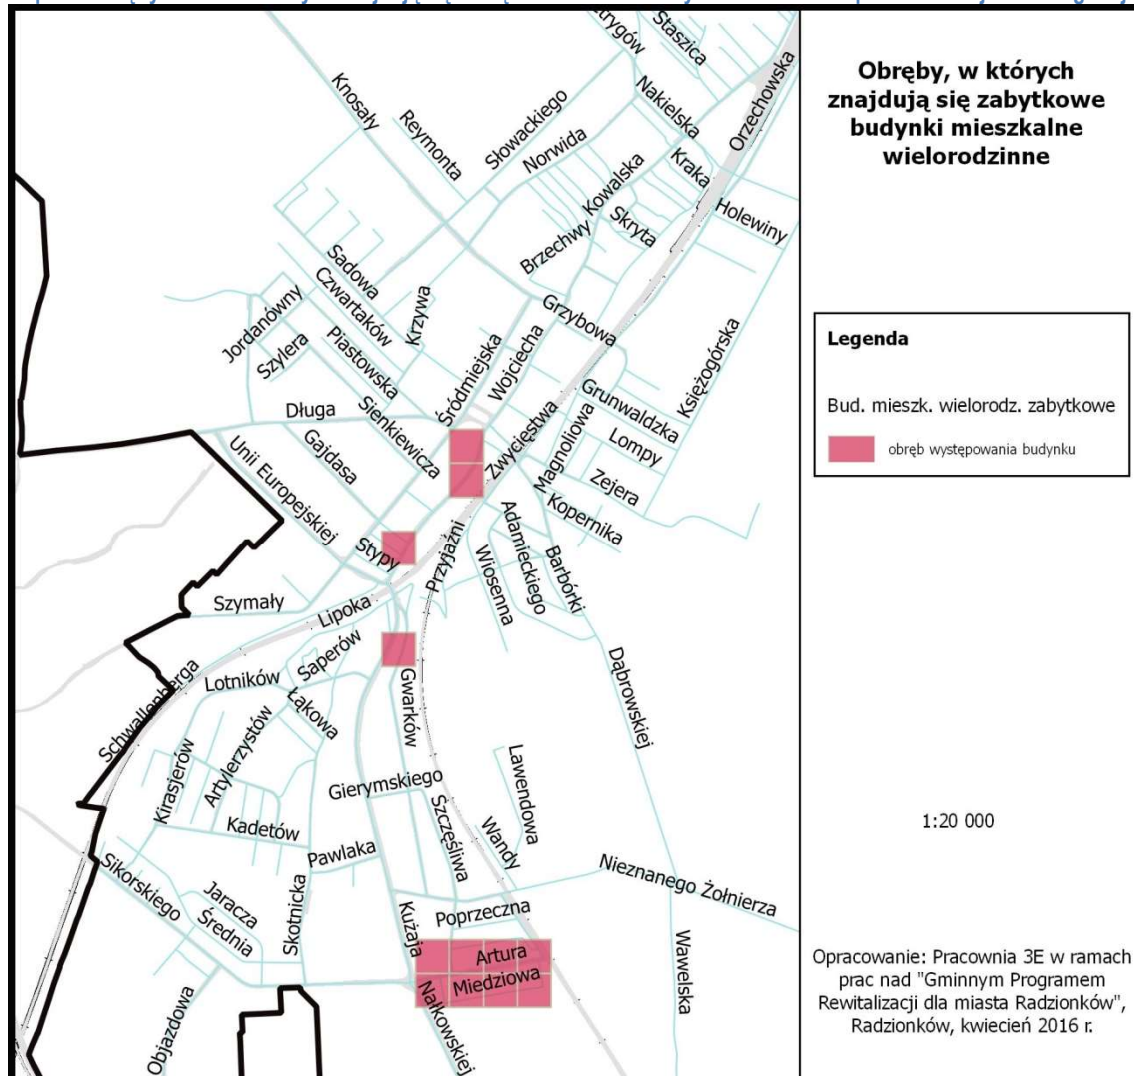 Staszica
Knosały
Reymonta
Słowackiego
Norwida
Nakielska
Orzechowska
Kraka
Kowalska
Skryta
Holewiny
Brzechwy
Sadowa
Czwartaków
Krzywa
Grzybowa
Jordanówny
Szylera
Piastowska
Śródmiejska
Wojciecha
Księżogórska
Sienkiewicza
Grunwaldzka
Długa
Zwycięstwa
Magnoliowa
Lompy
Gajdasa
Unii Europejskiej
Zejera
Kopernika
Stypy
Przyjaźni
Adamieckiego
Wiosenna
Barbórki
Szymały
Lipoka
Saperów
Dąbrowskiej
Schwallenberga
Lotników
Łąkowa
Gwarków
Artylerzystów
Kirasjerów
Gierymskiego
Lawendowa
Kadetów
Szczęśliwa
Wandy
Pawlaka
Sikorskiego
Nieznanego Żołnierza
Jaracza
Średnia
Skotnicka
Kużaja
Poprzeczna
Artura
Miedziowa
Wawelska
Objazdowa
Nałkowskiej
Obręby, w których
znajdują się zabytkowe
budynki mieszkalne
wielorodzinne
Legenda
Bud. mieszk. wielorodz. zabytkowe
obręb występowania budynku
1:20 000
Opracowanie: Pracownia 3E w ramach
prac nad "Gminnym Programem
Rewitalizacji dla miasta Radzionków",
Radzionków, kwiecień 2016 r.